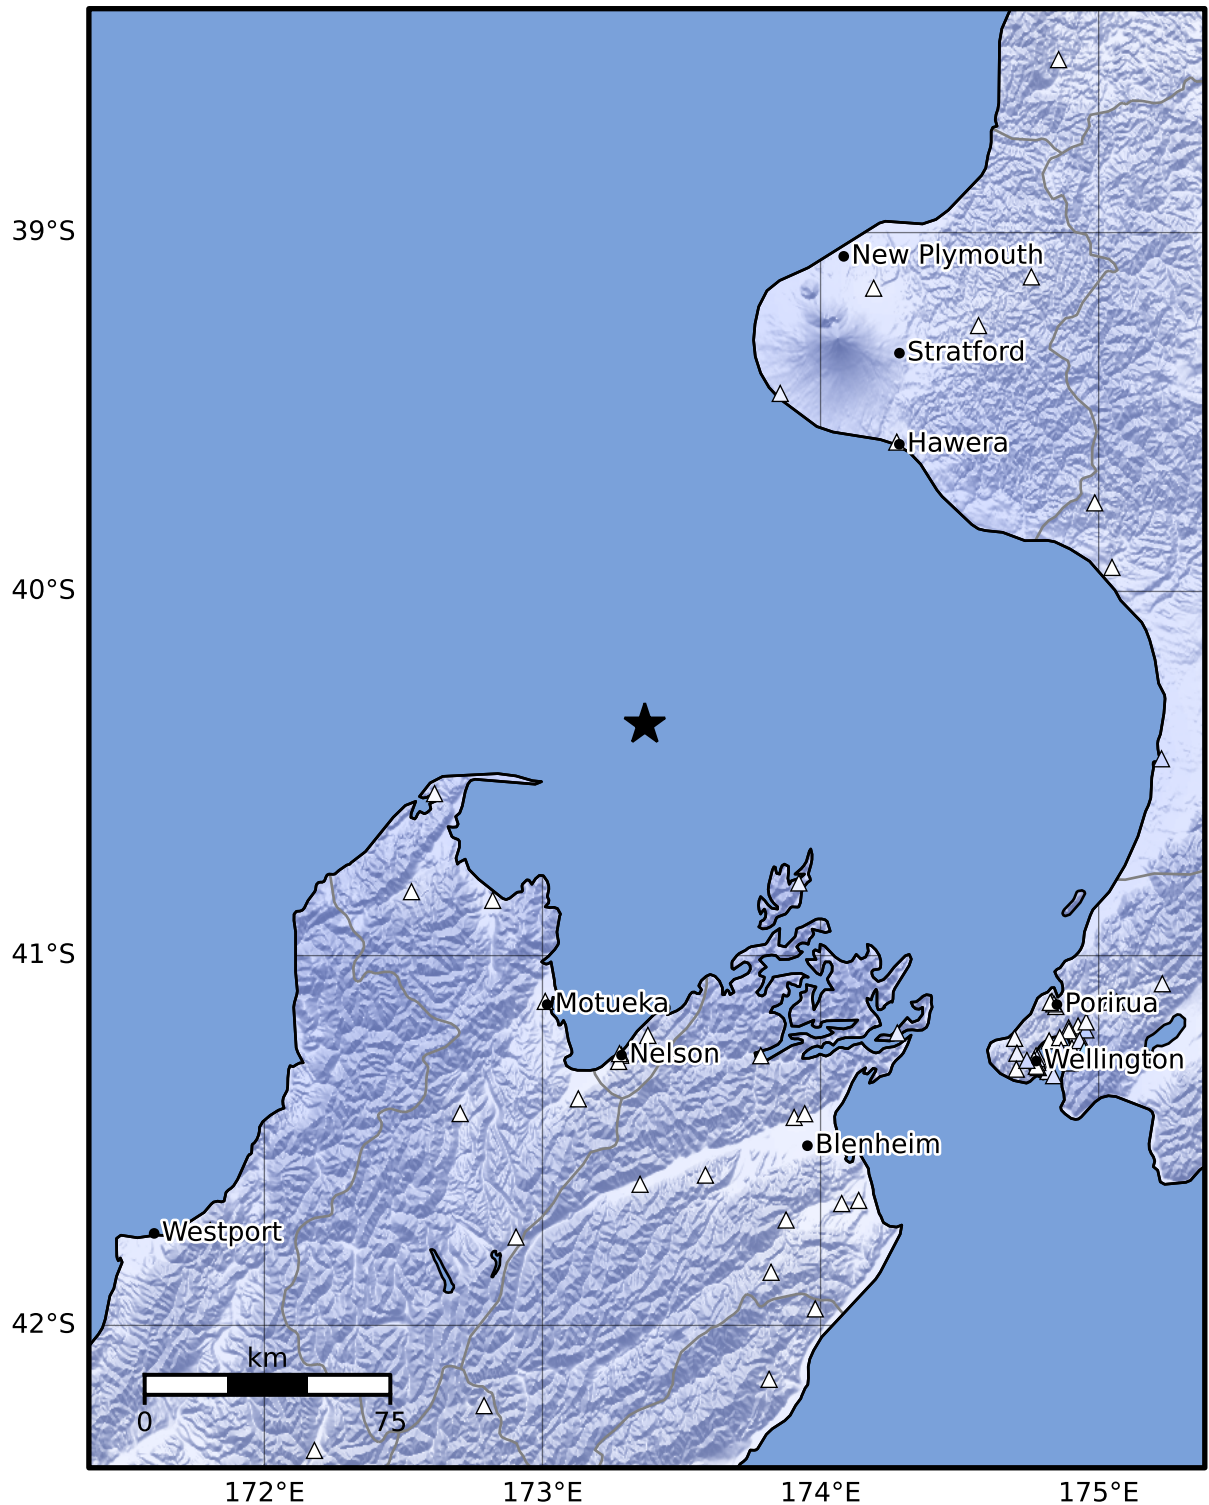 39°S
New Plymouth
Stratford
Hawera
40°S
41°S
Motueka
Porirua
Nelson
Wellington
Blenheim
Westport
42°S
km
0
75
172°E
173°E
174°E
175°E